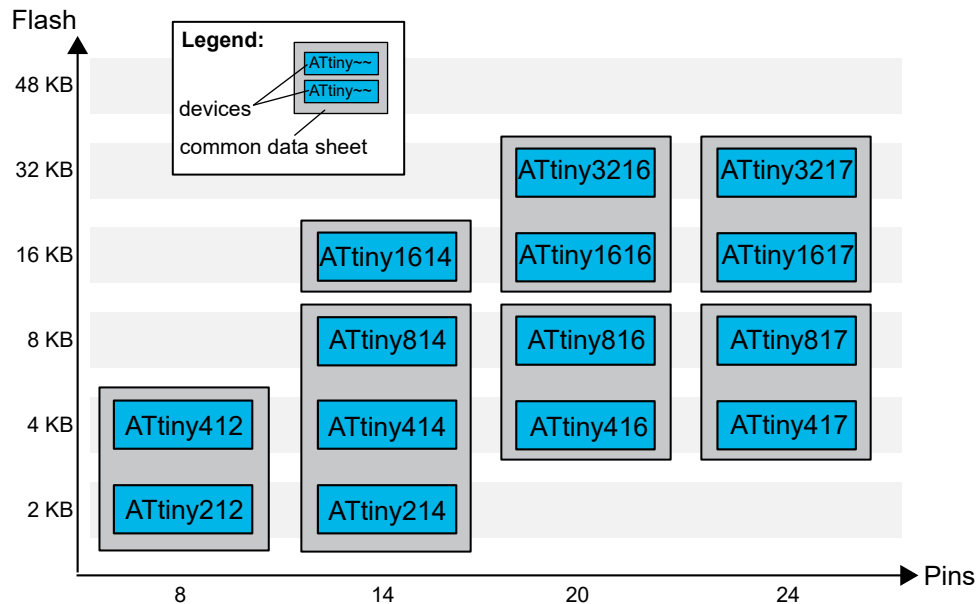 Flash
Legend:
ATtiny~~
ATtiny~~
devices
common data sheet
48 KB
32 KB
ATtiny3216
ATtiny3217
16 KB
ATtiny1614
ATtiny1616
ATtiny1617
8 KB
ATtiny814
ATtiny816
ATtiny817
4 KB
ATtiny412
ATtiny414
ATtiny416
ATtiny417
2 KB
ATtiny212
ATtiny214
8
14
20
24
Pins